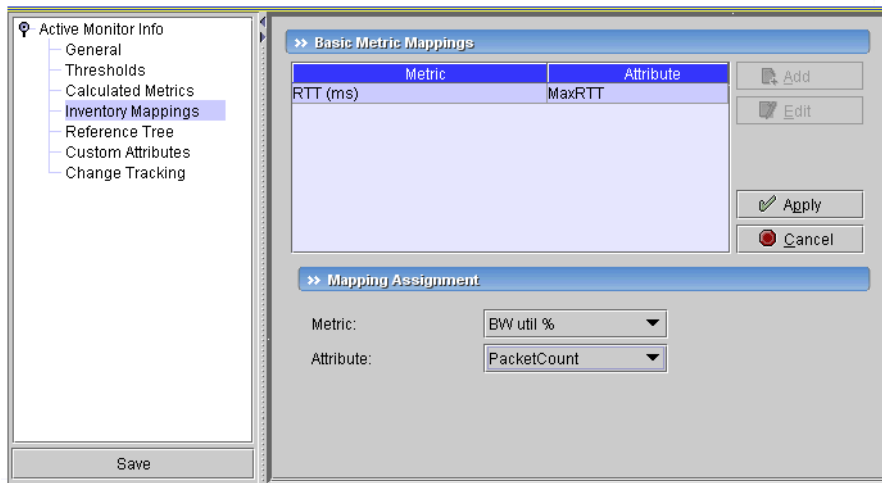 Active Monitor Info
General
Thresholds
Calculated Metrics
Inventory Mappings
Reference Tree
Custom Attributes
Change Tracking
Save
>> Basic Metric Mappings
Metric Attribute
RTT (ms) MaxRTT
Add
Edit
Apply
Cancel
>> Mapping Assignment
Metric: BW util %
Attribute: PacketCount